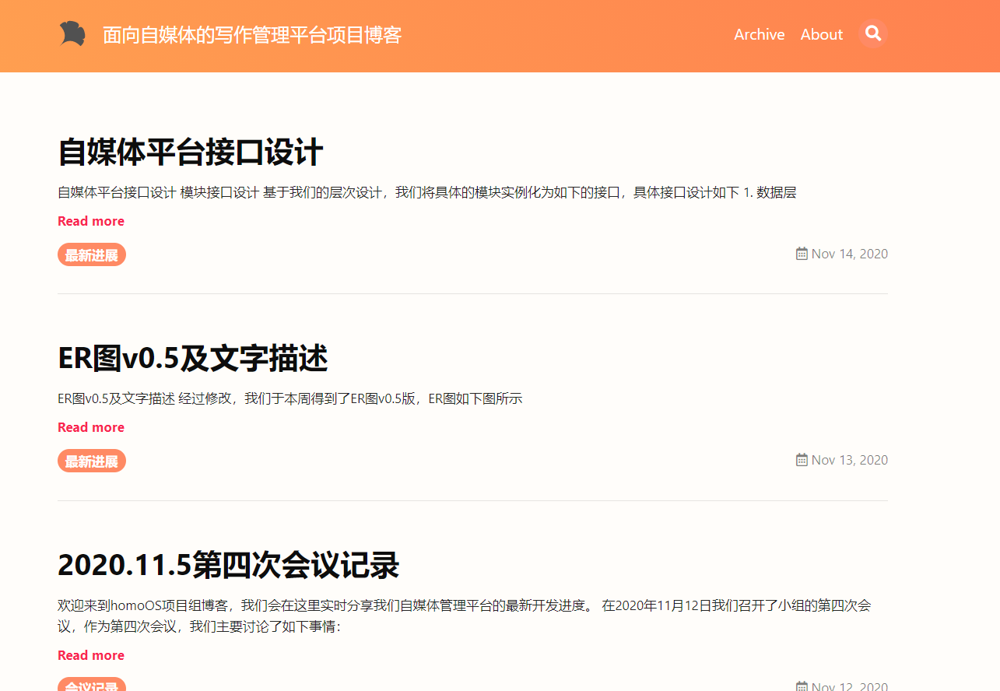 面向自媒体的写作管理平台项目博客
Archive About
自媒体平台接口设计
自媒体平台接口设计 模块接口设计 基于我们的层次设计，我们将具体的模块实例化为如下的接口，具体接口设计如下 1. 数据层
Read more
最新进展
Nov 14, 2020
ER图v0.5及文字描述
ER图v0.5及文字描述 经过修改，我们于本周得到了ER图v0.5版，ER图如下图所示
Read more
最新进展
Nov 13, 2020
2020.11.5第四次会议记录
欢迎来到homoOS项目组博客，我们会在这里实时分享我们自媒体管理平台的最新开发进度。 在2020年11月12日我们召开了小组的第四次会
议，作为第四次会议，我们主要讨论了如下事情：
Read more
会议记录
Nov 12, 2020